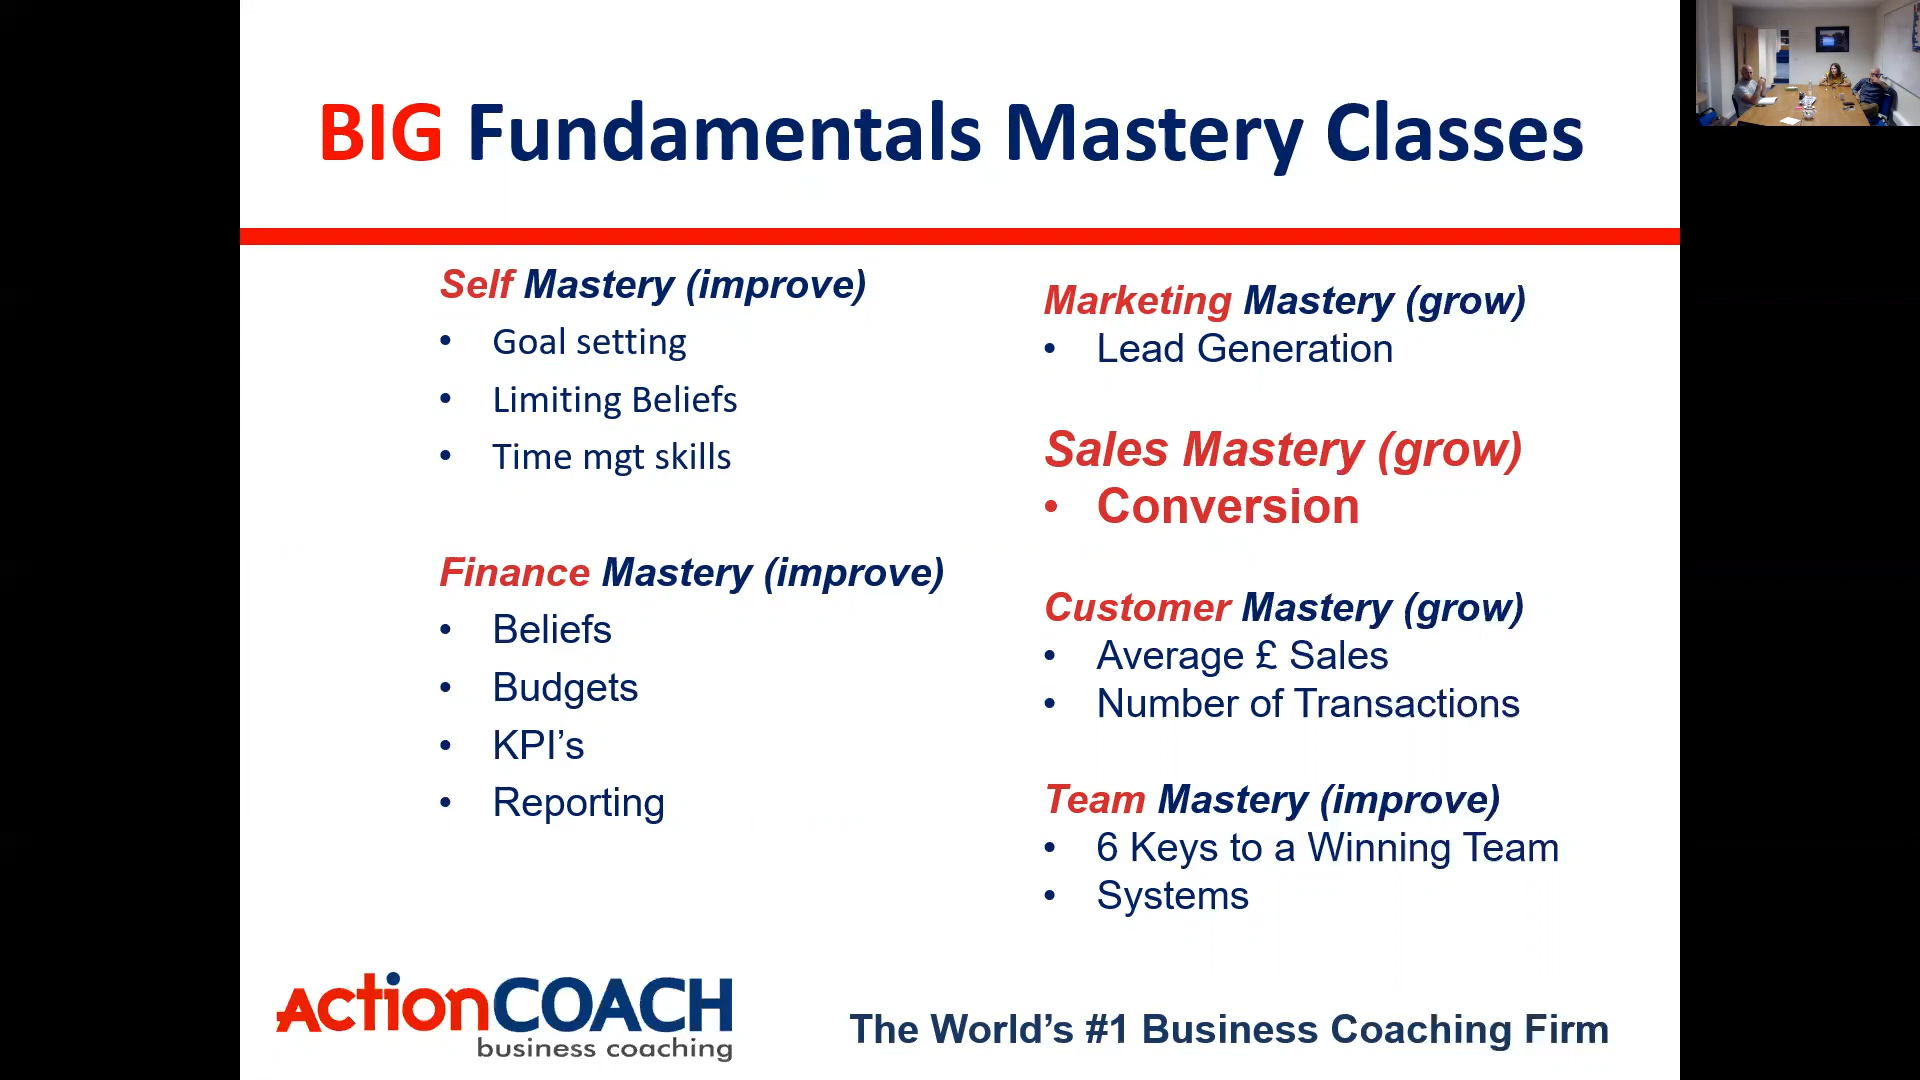 BIG Fundamentals Mastery Classes
Self Mastery (improve)
• Goal setting
• Limiting Beliefs
• Time mgt skills
Finance Mastery (improve)
• Beliefs
• Budgets
• KPI’s
• Reporting
Marketing Mastery (grow)
• Lead Generation
Sales Mastery (grow)
• Conversion
Customer Mastery (grow)
• Average £ Sales
• Number of Transactions
Team Mastery (improve)
• 6 Keys to a Winning Team
• Systems
ActionCOACH
business coaching
The World’s #1 Business Coaching Firm